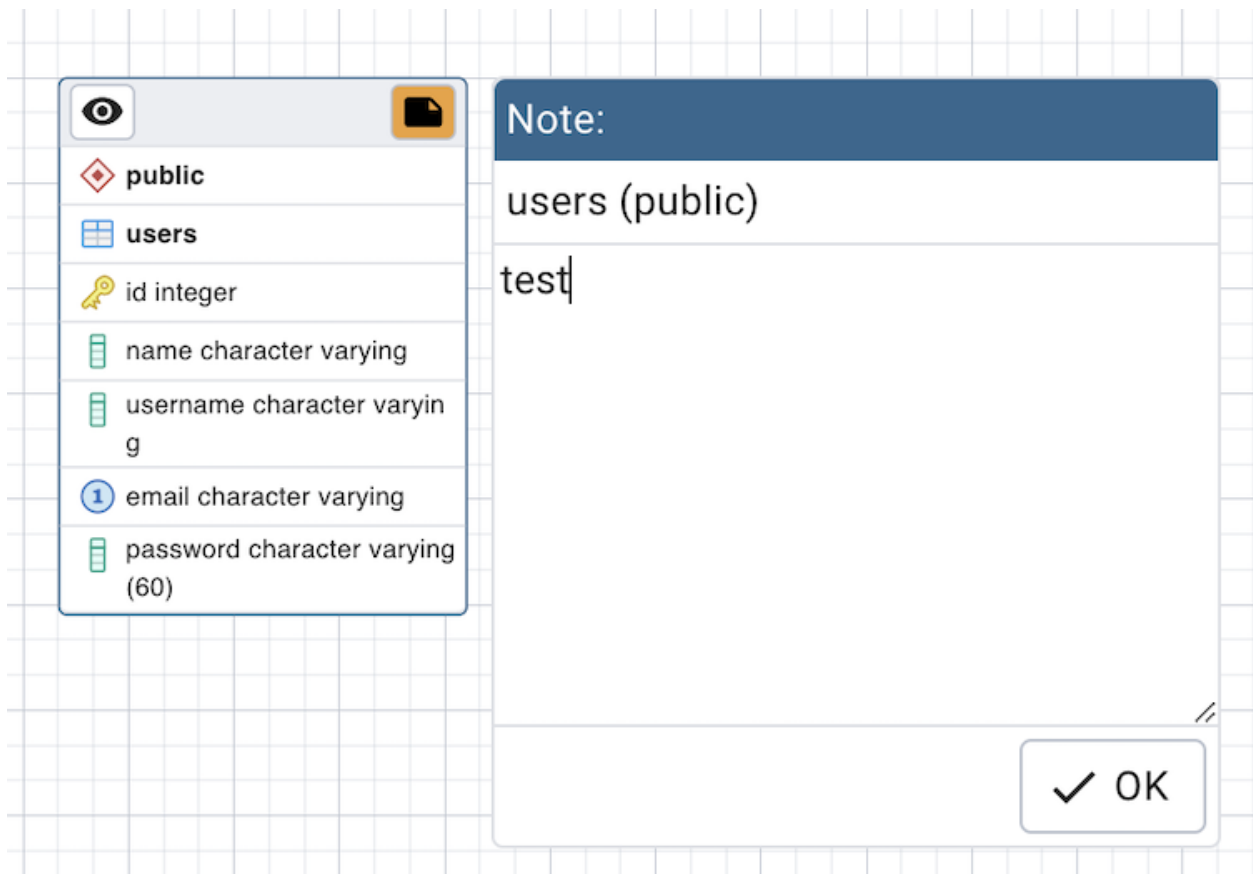 public
users
id integer
name character varying
username character varyin
g
1 email character varying
password character varying
(60)
Note:
users (public)
test
OK